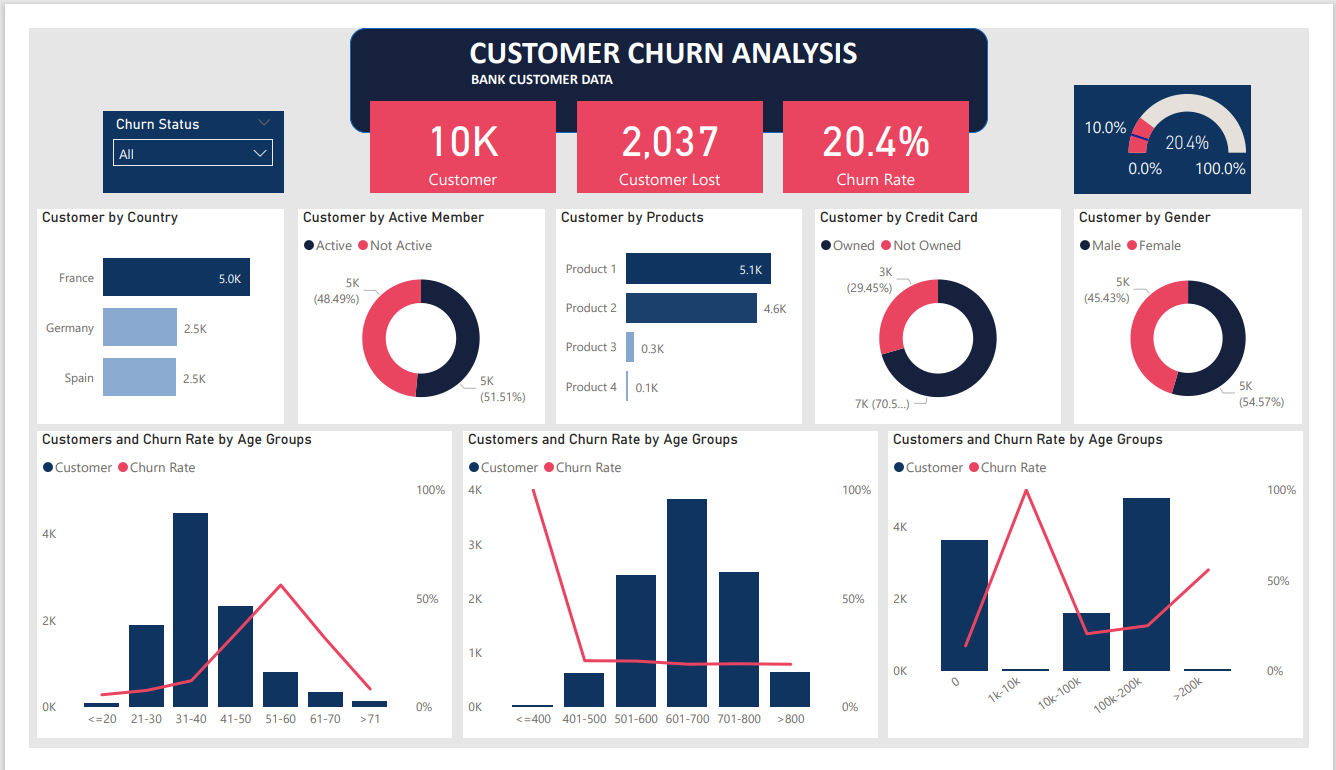 CUSTOMER CHURN ANALYSIS
BANK CUSTOMER DATA
Churn Status
All
10K
Customer
2,037
Customer Lost
20.4%
Churn Rate
10.0%
20.4%
0.0%
100.0%
Customer by Country
France
5.0K
Germany
2.5K
Spain
2.5K
Customer by Active Member
Active
Not Active
5K
(48.49%)
5K
(51.51%)
Customer by Products
Product 1
5.1K
Product 2
4.6K
Product 3
0.3K
Product 4
0.1K
Customer by Credit Card
Owned
Not Owned
3K
(29.45%)
7K (70.5...)
Customer by Gender
Male
Female
5K
(45.43%)
5K
(54.57%)
Customers and Churn Rate by Age Groups
Customer
Churn Rate
100%
4K
50%
2K
0K
0%
<=20
21-30
31-40
41-50
51-60
61-70
>71
Customers and Churn Rate by Age Groups
Customer
Churn Rate
4K
100%
3K
2K
50%
1K
0K
0%
<=400
401-500
501-600
601-700
701-800
>800
Customers and Churn Rate by Age Groups
Customer
Churn Rate
100%
4K
50%
2K
0K
0%
0
1k-10k
10k-100k
100k-200k
>200k